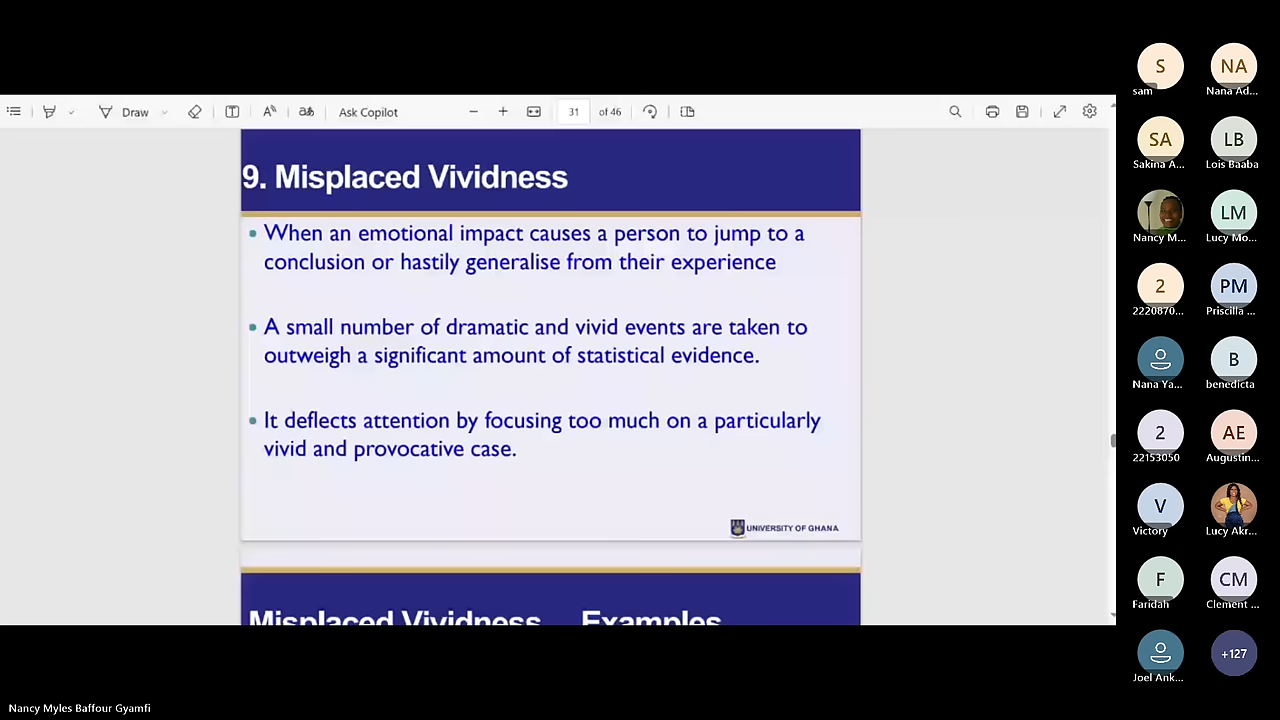 Draw
Ask Copilot
31 of 46
9. Misplaced Vividness
• When an emotional impact causes a person to jump to a
conclusion or hastily generalise from their experience
• A small number of dramatic and vivid events are taken to
outweigh a significant amount of statistical evidence.
• It deflects attention by focusing too much on a particularly
vivid and provocative case.
UNIVERSITY OF GHANA
Misplaced Vividness Examples
S NA
sam Nana Ad...
SA LB
Sakina A... Lois Baaba
LM
Nancy M... Lucy Mo...
2 PM
2220870... Priscilla ...
B
Nana Ya... benedicta
2 AE
22153050 Augustin...
V
Victory Lucy Akr...
F CM
Faridah Clement ...
+127
Joel Ank...
Nancy Myles Baffour Gyamfi